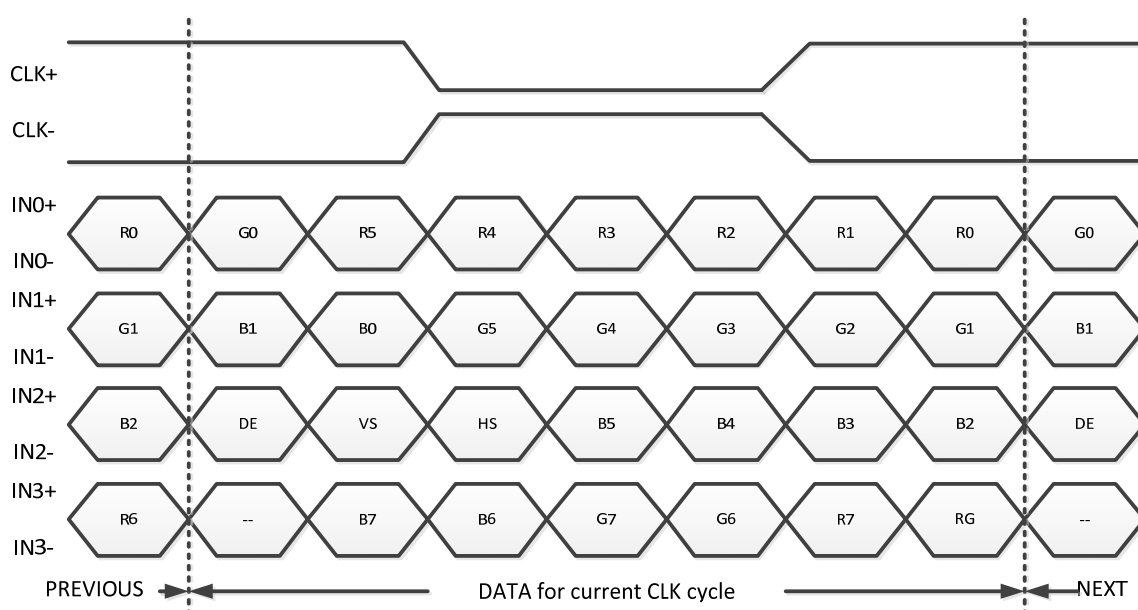 CLK+
CLK-
IN0+
R0 G0 R5 R4 R3 R2 R1 R0 G0
IN0-
IN1+
G1 B1 B0 G5 G4 G3 G2 G1 B1
IN1-
IN2+
B2 DE VS HS B5 B4 B3 B2 DE
IN2-
IN3+
R6 -- B7 B6 G7 G6 R7 RG --
IN3-
PREVIOUS DATA for current CLK cycle NEXT